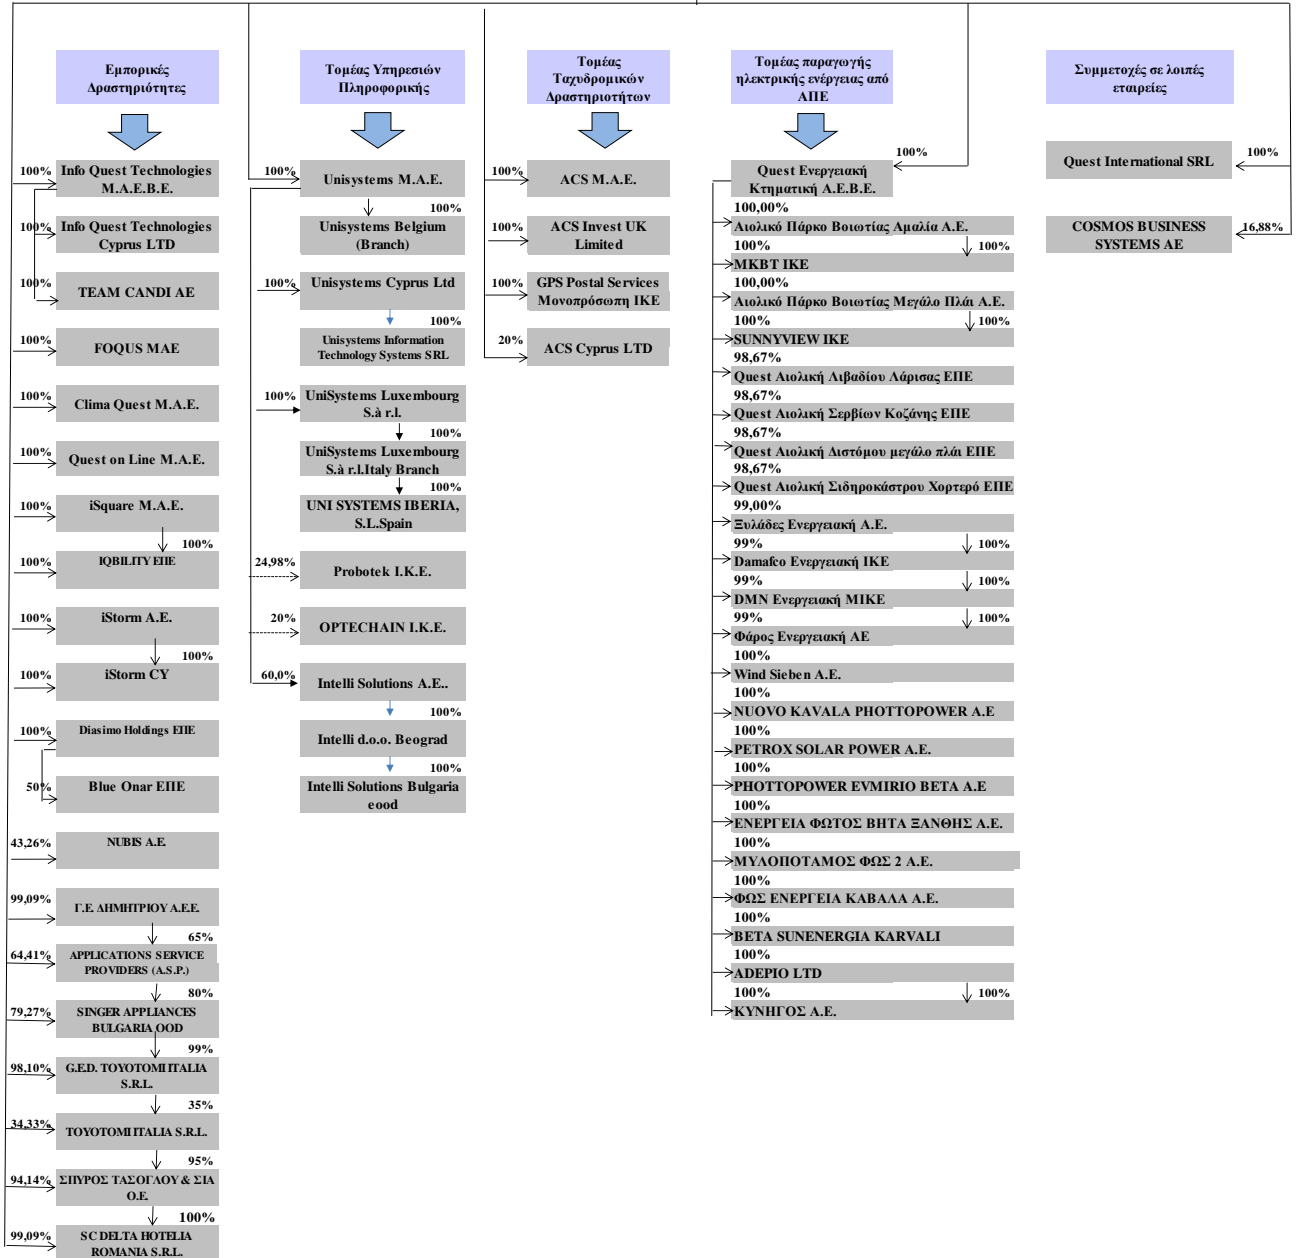 Εμπορικές
Δραστηριότητες
100%
Info Quest Technologies
Μ.Α.Ε.Β.Ε.
100%
Info Quest Technologies
Cyprus LTD
100%
TEAM CANDI AE
100%
FOQUS MAE
100%
Clima Quest M.A.E.
100%
Quest on Line M.A.E.
100%
iSquare M.A.E.
100%
100%
IQBILITY ΕΠΕ
100%
iStorm A.E.
100%
100%
iStorm CY
100%
Diasimo Holdings ΕΠΕ
50%
Blue Onar ΕΠΕ
43,26%
NUBIS A.E.
99,09%
Γ.Ε. ΔΗΜΗΤΡΙΟΥ Α.Ε.Ε.
65%
64,41%
APPLICATIONS SERVICE
PROVIDERS (A.S.P.)
80%
79,27%
SINGER APPLIANCES
BULGARIA OOD
99%
98,10%
G.E.D. TOYOTOMI ITALIA
S.R.L.
35%
34,33%
TOYOTOMI ITALIA S.R.L.
95%
94,14%
ΣΠΥΡΟΣ ΤΑΣΟΓΛΟΥ & ΣΙΑ
Ο.Ε.
100%
99,09%
SC DELTA HOTELIA
ROMANIA S.R.L.
Τομέας Υπηρεσιών
Πληροφορικής
100%
Unisystems M.A.E.
100%
Unisystems Belgium
(Branch)
100%
Unisystems Cyprus Ltd
100%
Unisystems Information
Technology Systems SRL
100%
UniSystems Luxembourg
S.à r.l.
100%
UniSystems Luxembourg
S.à r.l.Italy Branch
100%
UNI SYSTEMS IBERIA,
S.L.Spain
24,98%
Probotek I.K.E.
20%
OPTECHAIN I.K.E.
60,0%
Intelli Solutions A.E..
100%
Intelli d.o.o. Beograd
100%
Intelli Solutions Bulgaria
eood
Τομέας
Ταχυδρομικών
Δραστηριοτήτων
100%
ACS M.A.E.
100%
ACS Invest UK
Limited
100%
GPS Postal Services
Μονοπρόσωπη ΙΚΕ
20%
ACS Cyprus LTD
Τομέας παραγωγής
ηλεκτρικής ενέργειας από
ΑΠΕ
100%
Quest Ενεργειακή
Κτηματική Α.Ε.Β.Ε.
100,00%
Αιολικό Πάρκο Βοιωτίας Αμαλία Α.Ε.
100%
100%
ΜΚΒΤ ΙΚΕ
100,00%
Αιολικό Πάρκο Βοιωτίας Μεγάλο Πλάι Α.Ε.
100%
100%
SUNNYVIEW ΙΚΕ
98,67%
Quest Αιολική Λιβαδίου Λάρισας ΕΠΕ
98,67%
Quest Αιολική Σερβίων Κοζάνης ΕΠΕ
98,67%
Quest Αιολική Διστόμου μεγάλο πλάι ΕΠΕ
98,67%
Quest Αιολική Σιδηροκάστρου Χορτερό ΕΠΕ
99,00%
Ξυλάδες Ενεργειακή Α.Ε.
99%
100%
Damafco Ενεργειακή ΙΚΕ
99%
100%
DMN Ενεργειακή ΜΙΚΕ
99%
100%
Φάρος Ενεργειακή ΑΕ
100%
Wind Sieben Α.Ε.
100%
NUOVO KAVALA PHOTTOPOWER A.E
100%
PETROX SOLAR POWER A.E.
100%
PHOTTOPOWER EVMIRIO BETA A.E
100%
ΕΝΕΡΓΕΙΑ ΦΩΤΟΣ ΒΗΤΑ ΞΑΝΘΗΣ Α.Ε.
100%
ΜΥΛΟΠΟΤΑΜΟΣ ΦΩΣ 2 Α.Ε.
100%
ΦΩΣ ΕΝΕΡΓΕΙΑ ΚΑΒΑΛΑ Α.Ε.
100%
BETA SUNENERGIA KARVALI
100%
ADEPIO LTD
100%
100%
ΚΥΝΗΓΟΣ Α.Ε.
Συμμετοχές σε λοιπές
εταιρείες
Quest International SRL
100%
COSMOS BUSINESS
SYSTEMS AE
16,88%